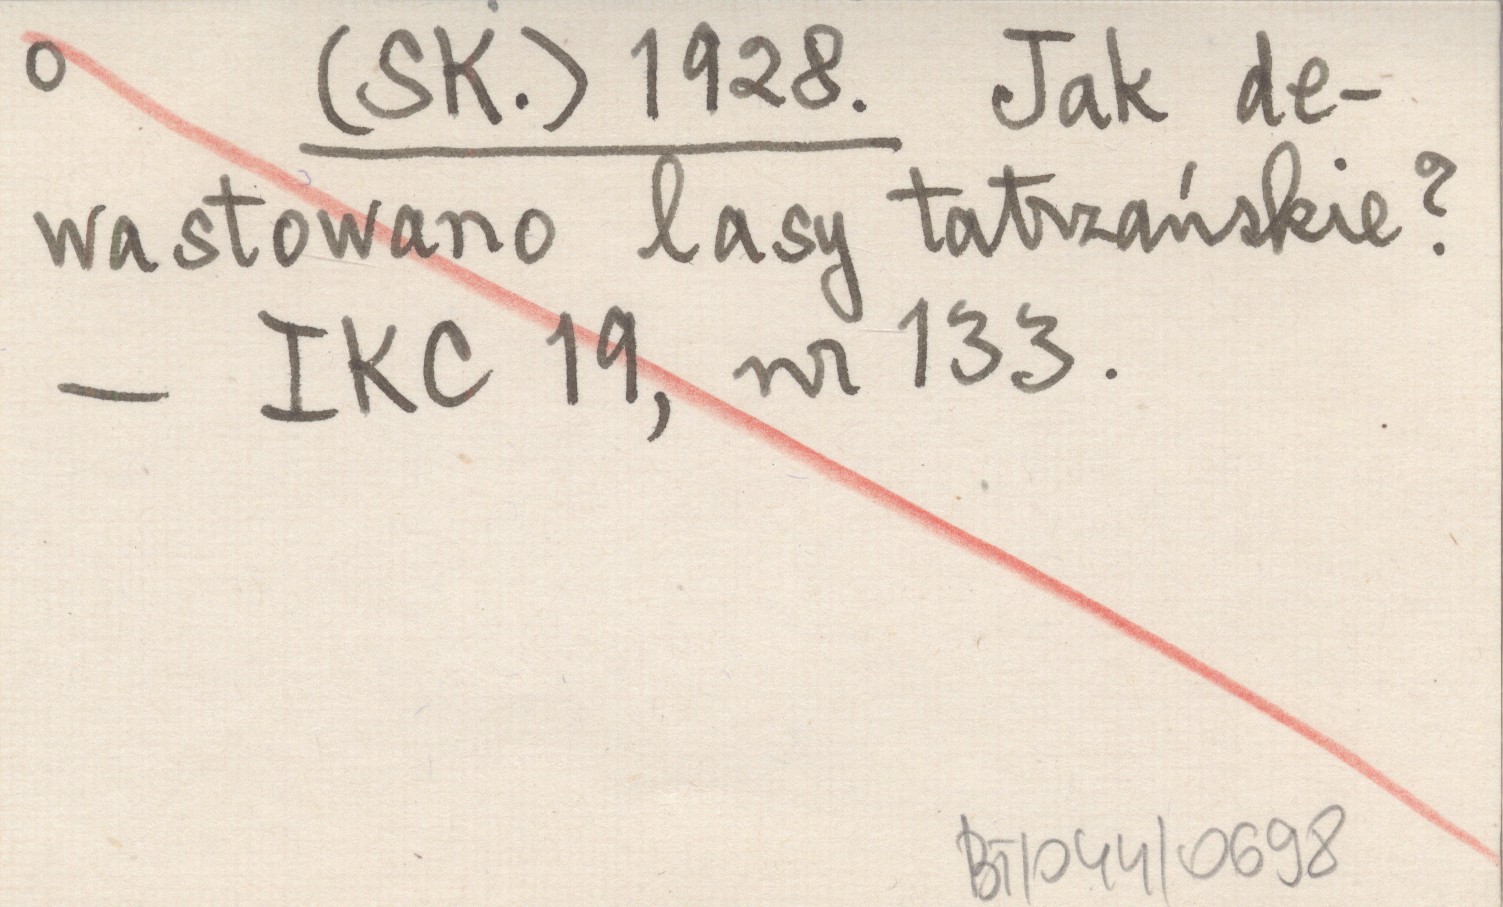 o (SK.) 1928. Jak de-
wastowano lasy tatrzańskie?
— IKC 19, nr 133.
BT/044/0698